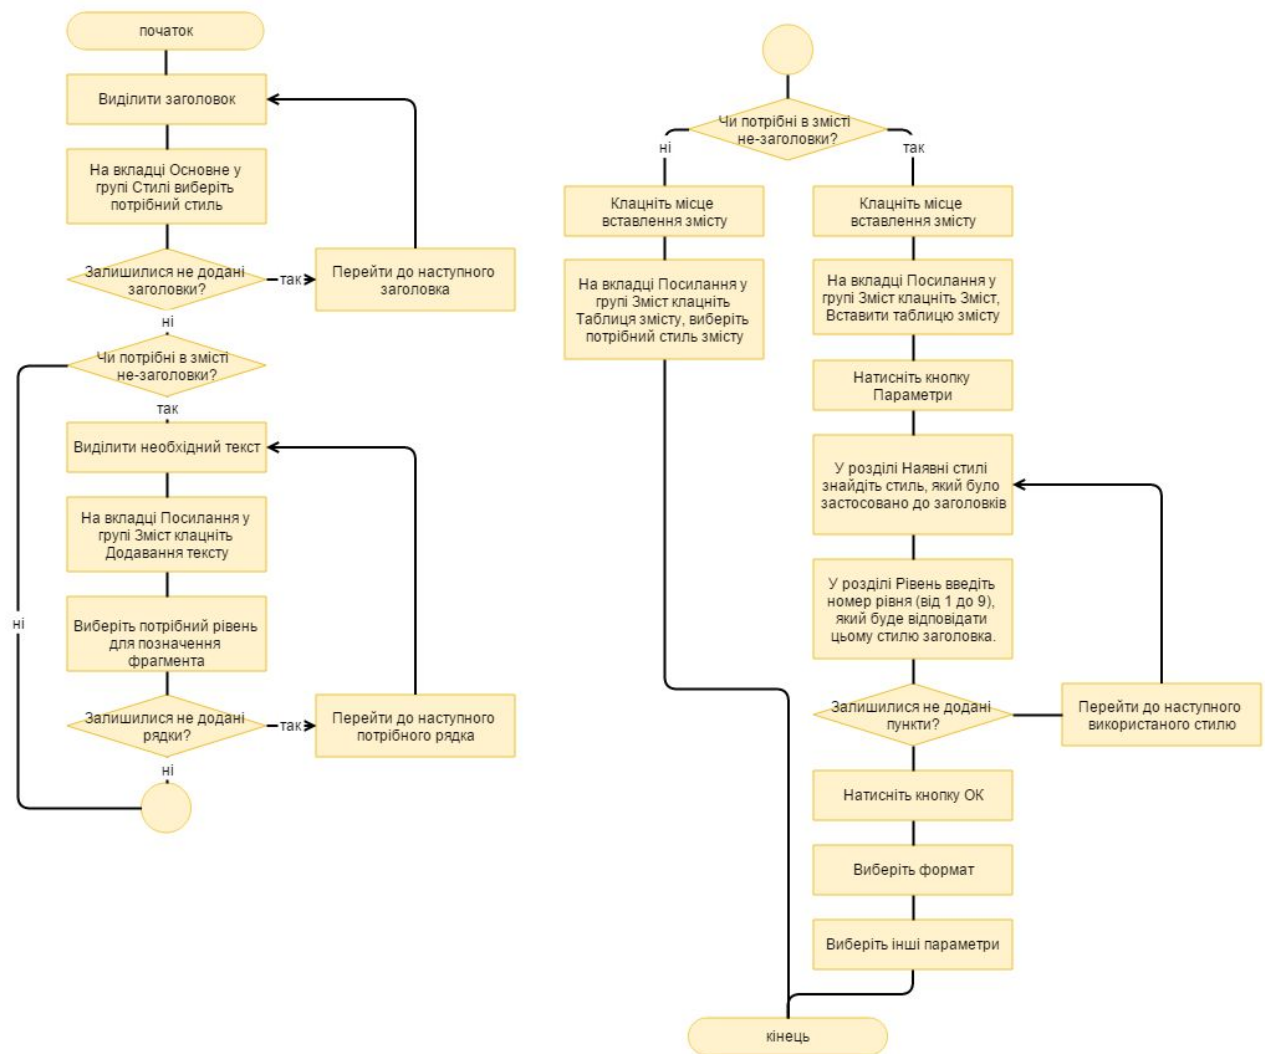 початок
Виділити заголовок
На вкладці Основне у
групі Стилі виберіть
потрібний стиль
Залишилися не додані
заголовки?
так
Перейти до наступного
заголовка
ні
Чи потрібні в змісті
не-заголовки?
так
Виділити необхідний текст
На вкладці Посилання у
групі Зміст клацніть
Додавання тексту
ні
Виберіть потрібний рівень
для позначення
фрагмента
Залишилися не додані
рядки?
так
Перейти до наступного
потрібного рядка
ні
Чи потрібні в змісті
не-заголовки?
ні
так
Клацніть місце
вставлення змісту
На вкладці Посилання у
групі Зміст клацніть
Таблиця змісту, виберіть
потрібний стиль змісту
Клацніть місце
вставлення змісту
На вкладці Посилання у
групі Зміст клацніть Зміст,
Вставити таблицю змісту
Натисніть кнопку
Параметри
У розділі Наявні стилі
знайдіть стиль, який було
застосовано до заголовків
У розділі Рівень введіть
номер рівня (від 1 до 9),
який буде відповідати
цьому стилю заголовка.
Залишилися не додані
пункти?
Перейти до наступного
використаного стилю
Натисніть кнопку ОК
Виберіть формат
Виберіть інші параметри
кінець